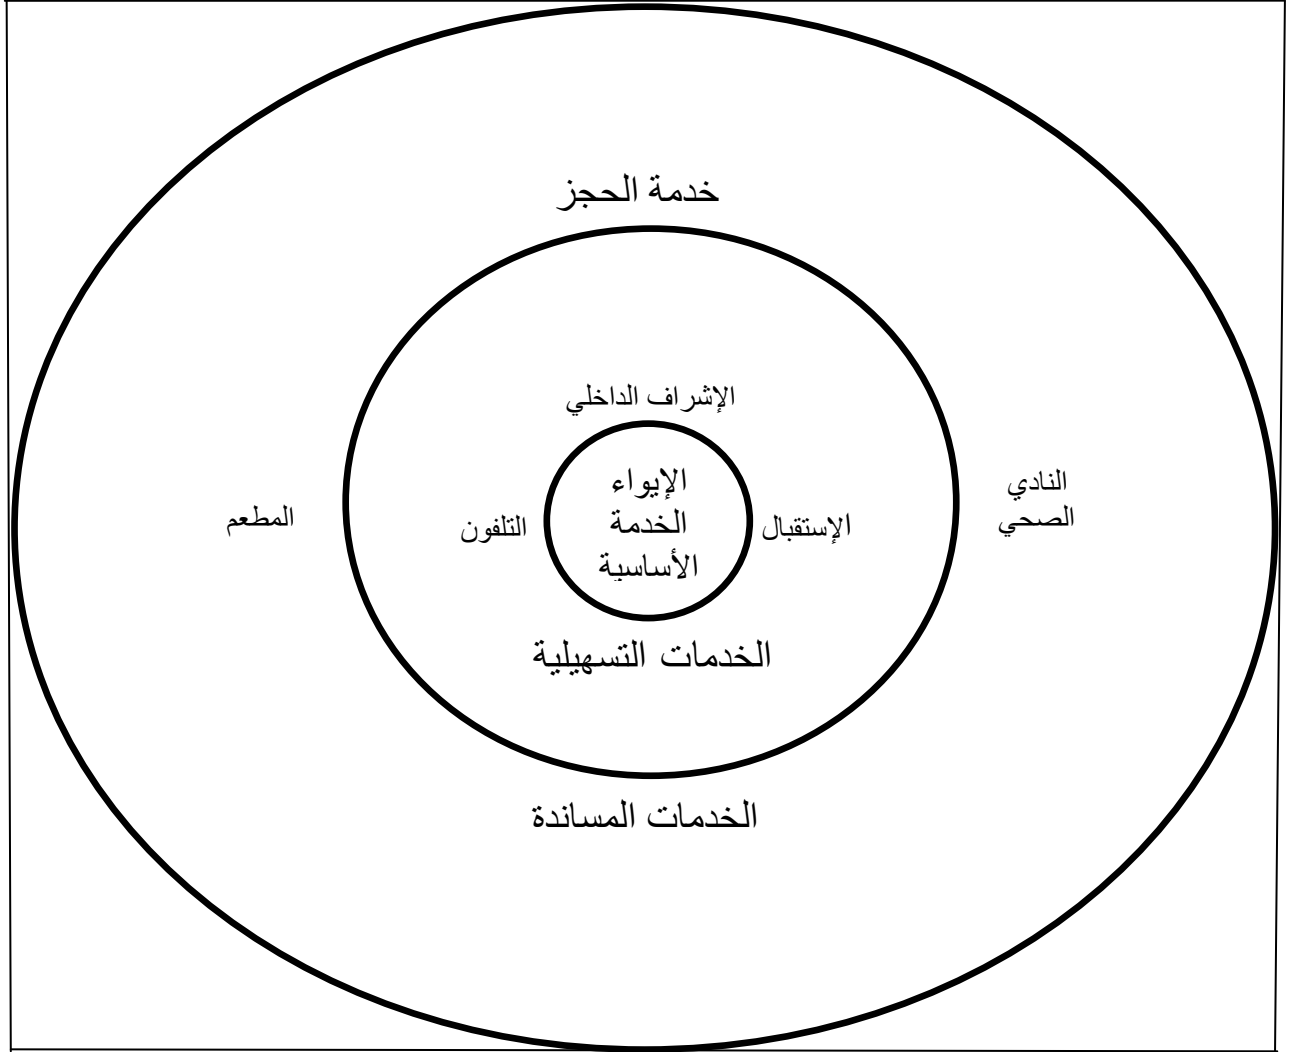 خدمة الحجز
الإشراف الداخلي
الإيواء
الخدمة
الأساسية
النادي
الصحي
الإستقبال
التلفون
المطعم
الخدمات التسهيلية
الخدمات المساندة